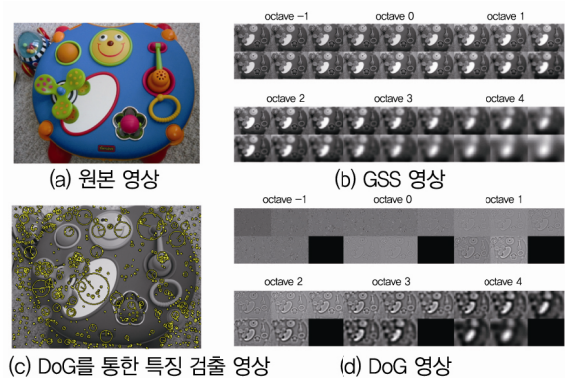 octave -1 octave 0 octave 1
octave 2 octave 3 octave 4
(a) 원본 영상
(b) GSS 영상
octave -1 octave 0 octave 1
octave 2 octave 3 octave 4
(c) DoG를 통한 특징 검출 영상
(d) DoG 영상